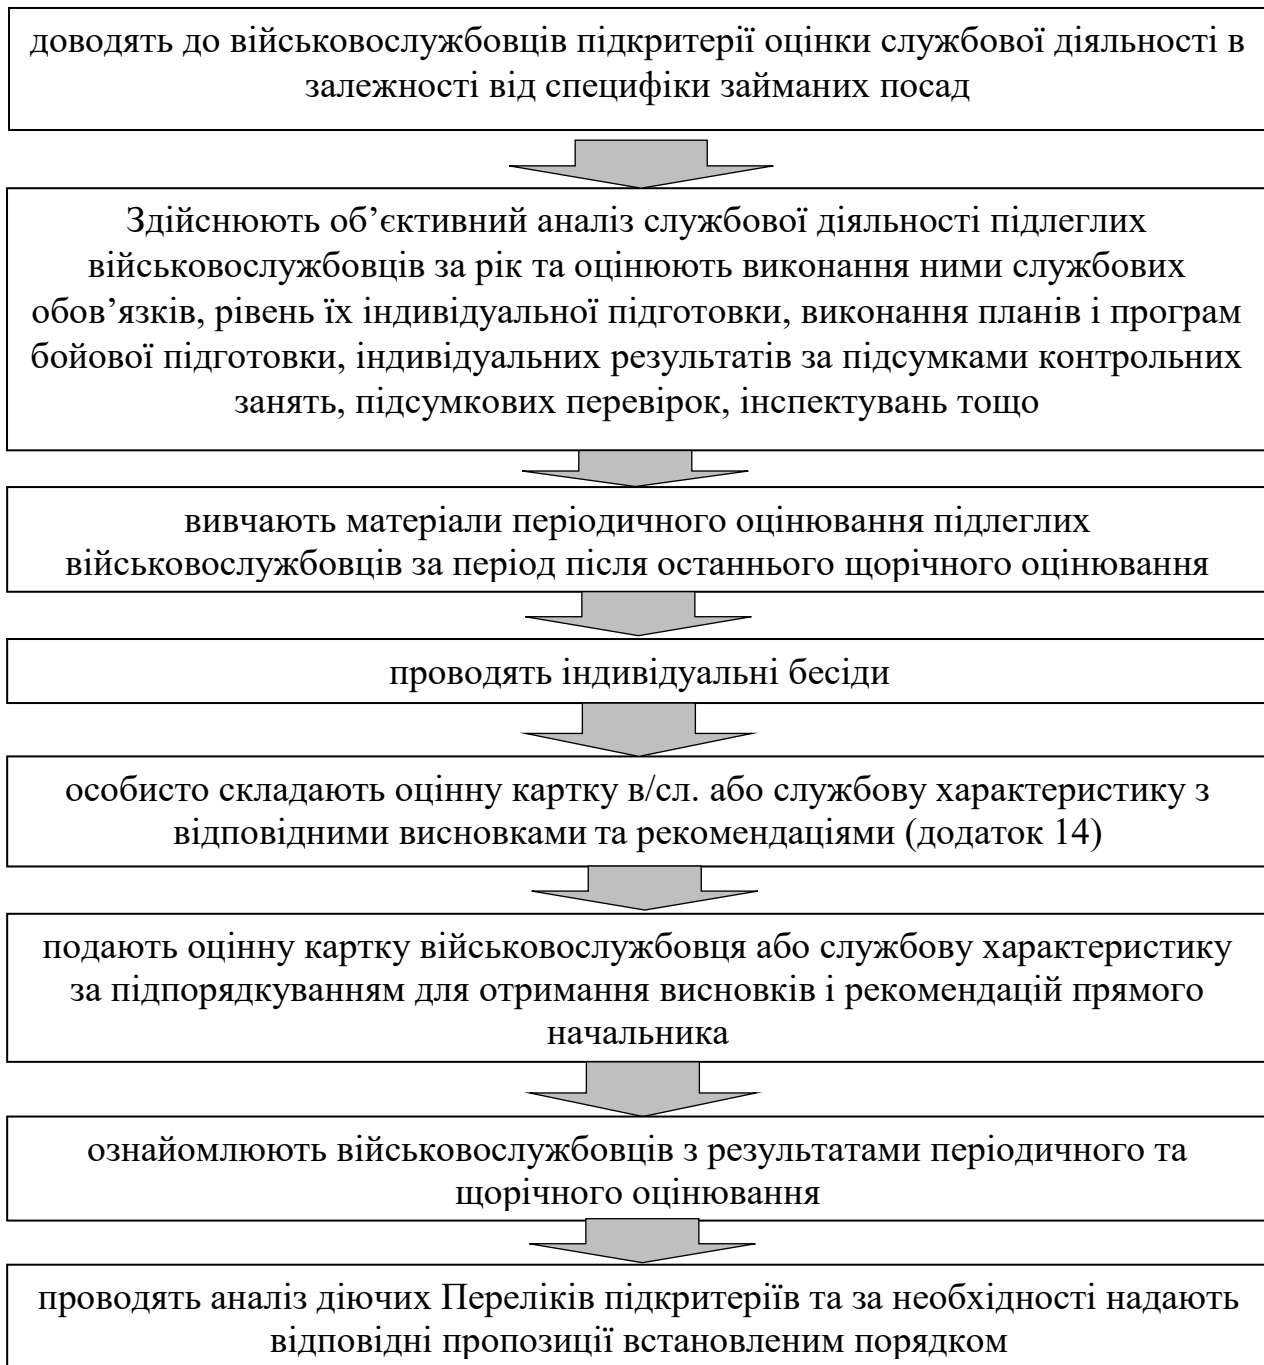 доводять до військовослужбовців підкритерії оцінки службової діяльності в
залежності від специфіки займаних посад
Здійснюють об’єктивний аналіз службової діяльності підлеглих
військовослужбовців за рік та оцінюють виконання ними службових
обов’язків, рівень їх індивідуальної підготовки, виконання планів і програм
бойової підготовки, індивідуальних результатів за підсумками контрольних
занять, підсумкових перевірок, інспектувань тощо
вивчають матеріали періодичного оцінювання підлеглих
військовослужбовців за період після останнього щорічного оцінювання
проводять індивідуальні бесіди
особисто складають оцінну картку в/сл. або службову характеристику з
відповідними висновками та рекомендаціями (додаток 14)
подають оцінну картку військовослужбовця або службову характеристику
за підпорядкуванням для отримання висновків і рекомендацій прямого
начальника
ознайомлюють військовослужбовців з результатами періодичного та
щорічного оцінювання
проводять аналіз діючих Переліків підкритеріїв та за необхідності надають
відповідні пропозиції встановленим порядком